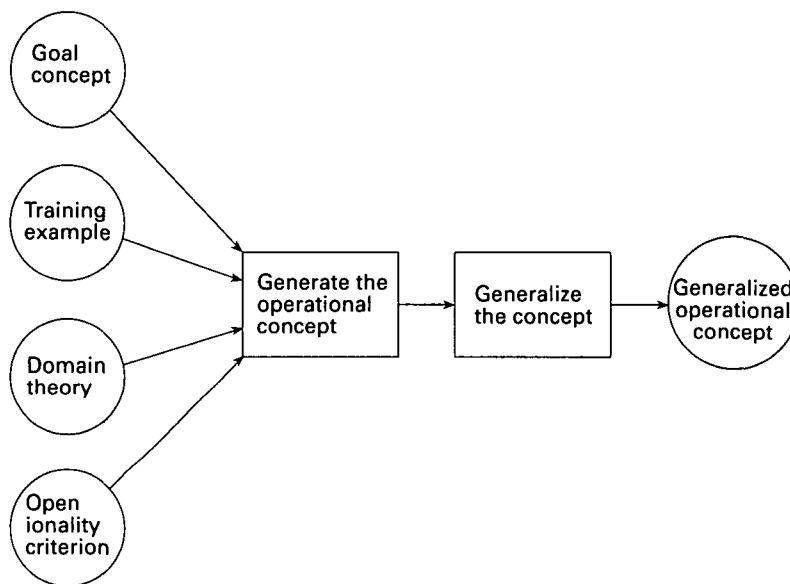 Goal
concept
Training
example
Domain
theory
Open
ionality
criterion
Generate the
operational
concept
Generalize
the concept
Generalized
operational
concept